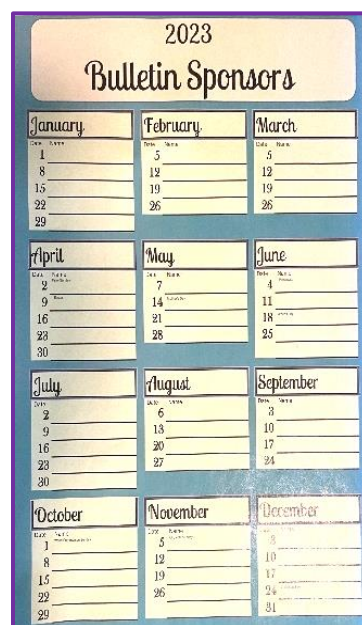 2023
Bulletin Sponsors
January
Date Name
1
8
15
22
29
February
Date Name
5
12
19
26
March
Date Name
5
12
19
26
April
Date Name
2
9
16
23
30
May
Date Name
7
14
21
28
June
Date Name
4
11
18
25
July
Date
2
9
16
23
30
August
Date Name
6
13
20
27
September
Date Name
3
10
17
24
October
Date Name
1
8
15
22
29
November
Date Name
5
12
19
26
December
3
10
17
24
31